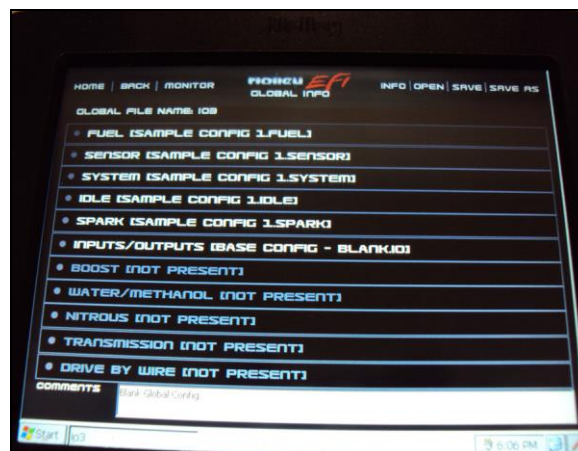 HOME | BACK | MONITOR HOLLEY EFI INFO | OPEN | SAVE | SAVE AS
GLOBAL INFO
GLOBAL FILE NAME: IO3
FUEL [SAMPLE CONFIG 1.FUEL]
SENSOR [SAMPLE CONFIG 1.SENSOR]
SYSTEM [SAMPLE CONFIG 1.SYSTEM]
IDLE [SAMPLE CONFIG 1.IDLE]
SPARK [SAMPLE CONFIG 1.SPARK]
INPUTS/OUTPUTS [BASE CONFIG - BLANK.IO]
BOOST [NOT PRESENT]
WATER/METHANOL [NOT PRESENT]
NITROUS [NOT PRESENT]
TRANSMISSION [NOT PRESENT]
DRIVE BY WIRE [NOT PRESENT]
COMMENTS Blank Global Config
Start io3 6:06 PM